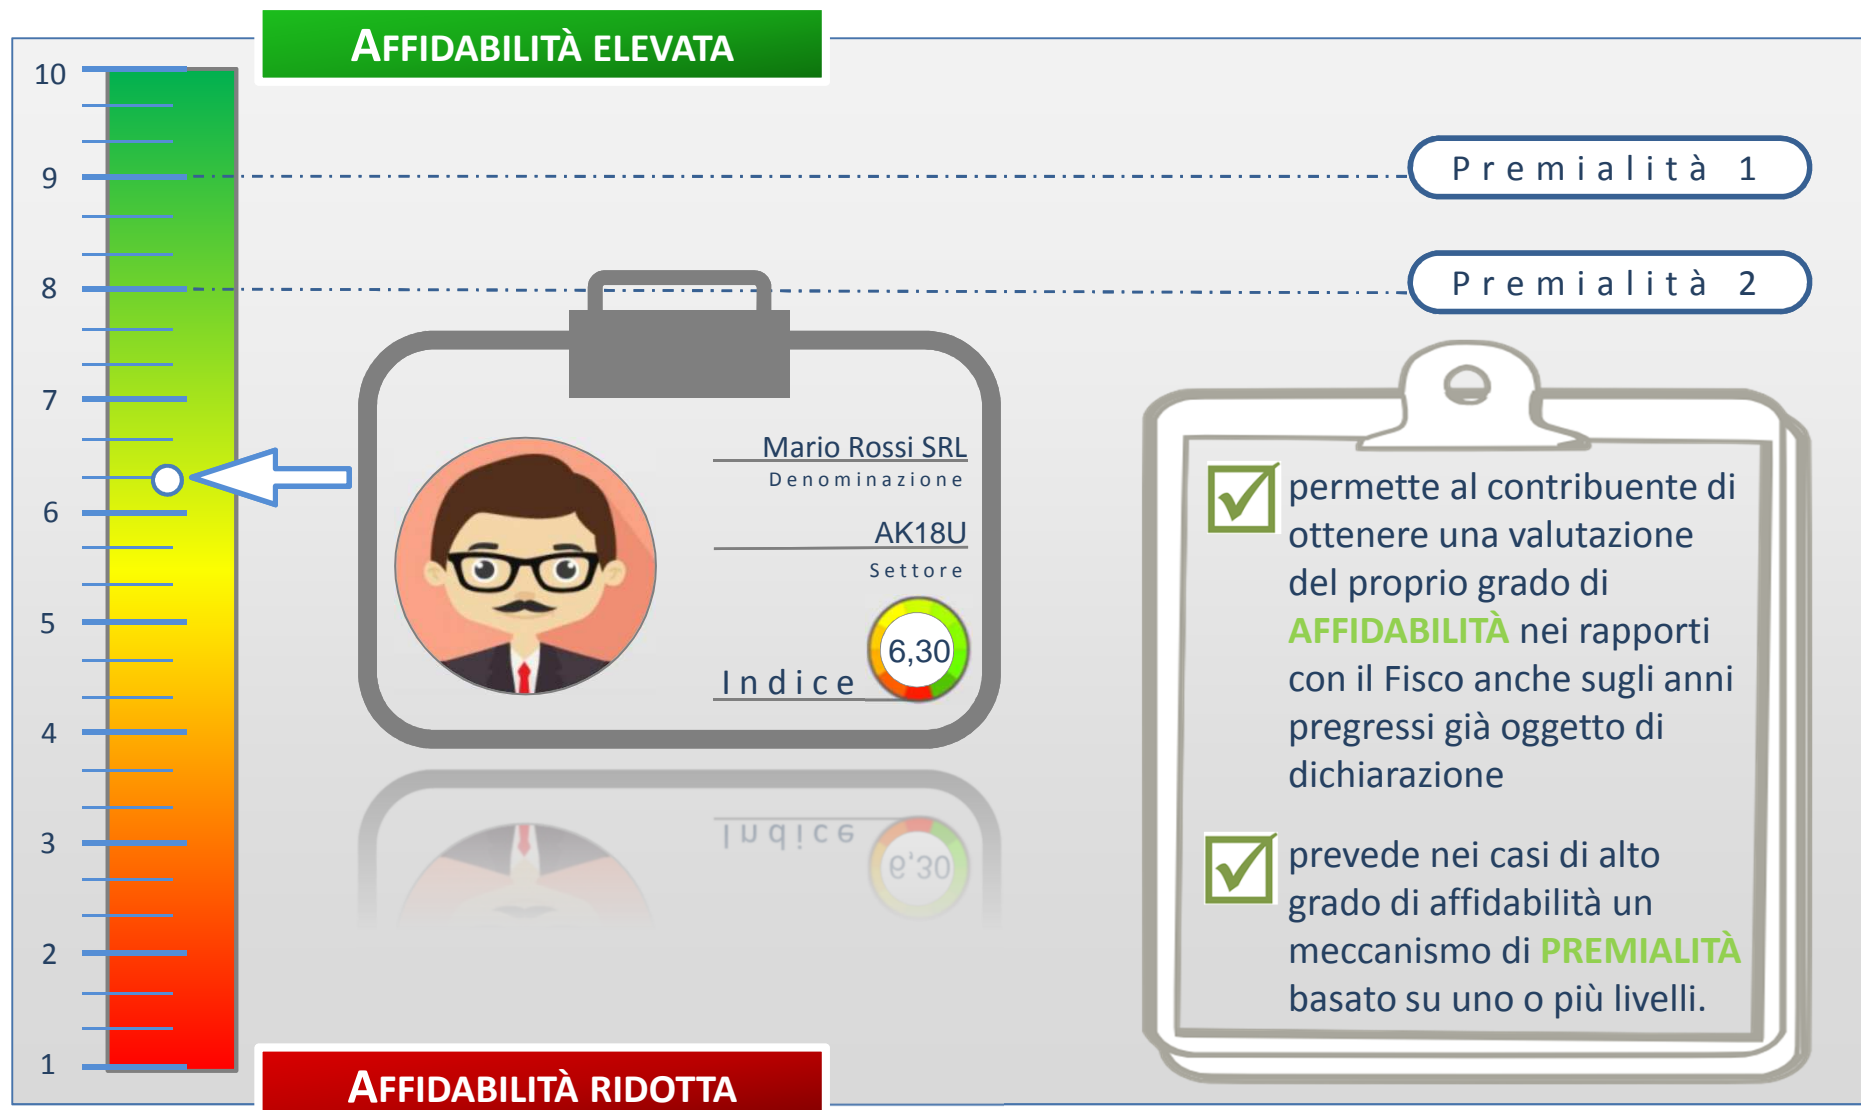 AFFIDABILITÀ ELEVATA
10
9
8
7
6
5
4
3
2
1
Premialità 1
Premialità 2
Mario Rossi SRL
Denominazione
AK18U
Settore
6,30
Indice
Indice
6,30
permette al contribuente di
ottenere una valutazione
del proprio grado di
AFFIDABILITÀ nei rapporti
con il Fisco anche sugli anni
pregressi già oggetto di
dichiarazione
prevede nei casi di alto
grado di affidabilità un
meccanismo di PREMIALITÀ
basato su uno o più livelli.
AFFIDABILITÀ RIDOTTA